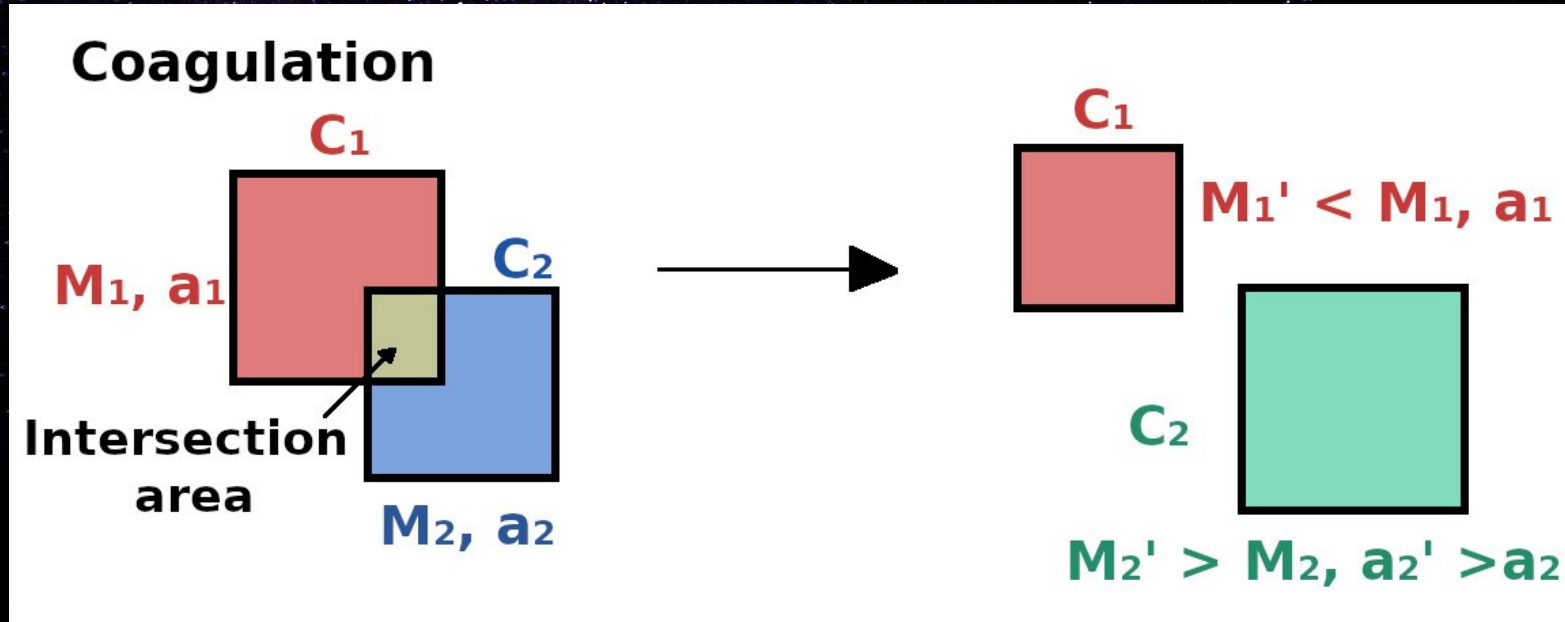 Coagulation
C₁
C₂
M₁, a₁
Intersection
area
M₂, a₂
C₁
M₁' < M₁, a₁
C₂
M₂' > M₂, a₂' >a₂